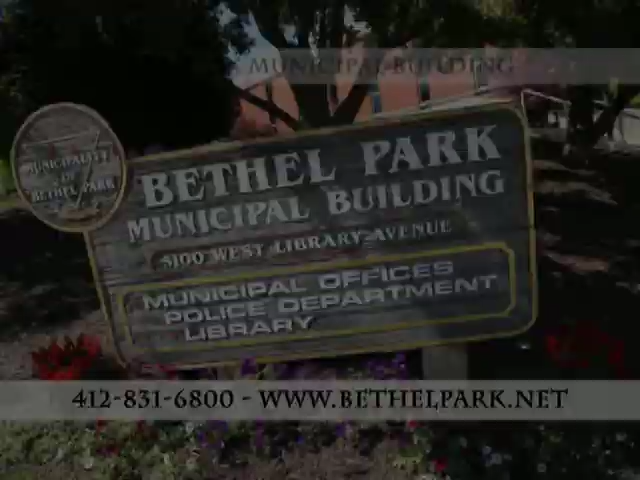 MUNICIPAL BUILDING
MUNICIPALITY
OF
BETHEL PARK
BETHEL PARK
MUNICIPAL BUILDING
5100 WEST LIBRARY AVENUE
MUNICIPAL OFFICES
POLICE DEPARTMENT
LIBRARY
412-831-6800 - WWW.BETHELPARK.NET